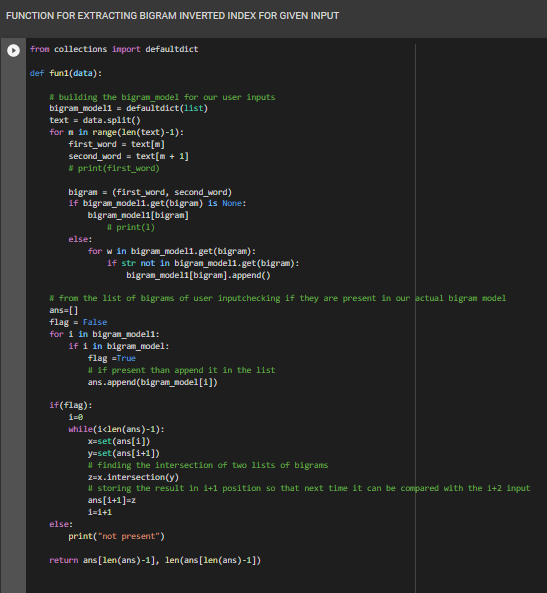 FUNCTION FOR EXTRACTING BIGRAM INVERTED INDEX FOR GIVEN INPUT
from collections import defaultdict
def fun1(data):
# building the bigram_model for our user inputs
bigram_model1 = defaultdict(list)
text = data.split()
for m in range(len(text)-1):
first_word = text[m]
second_word = text[m + 1]
# print(first_word)
bigram = (first_word, second_word)
if bigram_model1.get(bigram) is None:
bigram_model1[bigram]
# print(1)
else:
for w in bigram_model1.get(bigram):
if str not in bigram_model1.get(bigram):
bigram_model1[bigram].append()
# from the list of bigrams of user inputchecking if they are present in our actual bigram model
ans=[]
flag = False
for i in bigram_model1:
if i in bigram_model:
flag =True
# if present than append it in the list
ans.append(bigram_model[i])
if(flag):
i=0
while(i<len(ans)-1):
x=set(ans[i])
y=set(ans[i+1])
# finding the intersection of two lists of bigrams
z=x.intersection(y)
# storing the result in i+1 position so that next time it can be compared with the i+2 input
ans[i+1]=z
i=i+1
else:
print("not present")
return ans[len(ans)-1], len(ans[len(ans)-1])